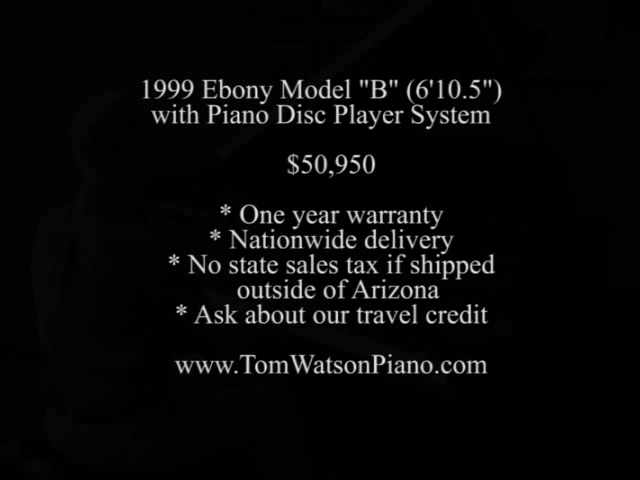 1999 Ebony Model "B" (6'10.5")
with Piano Disc Player System
$50,950
* One year warranty
* Nationwide delivery
* No state sales tax if shipped
outside of Arizona
* Ask about our travel credit
www.TomWatsonPiano.com